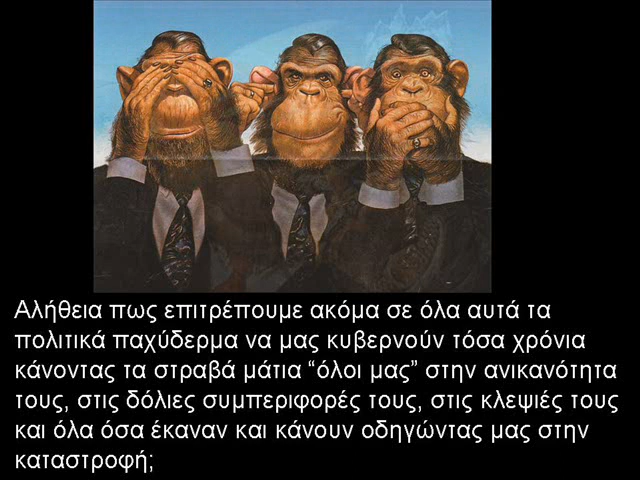 Αλήθεια πως επιτρέπουμε ακόμα σε όλα αυτά τα
πολιτικά παχύδερμα να μας κυβερνούν τόσα χρόνια
κάνοντας τα στραβά μάτια “όλοι μας” στην ανικανότητα
τους, στις δόλιες συμπεριφορές τους, στις κλεψιές τους
και όλα όσα έκαναν και κάνουν οδηγώντας μας στην
καταστροφή;